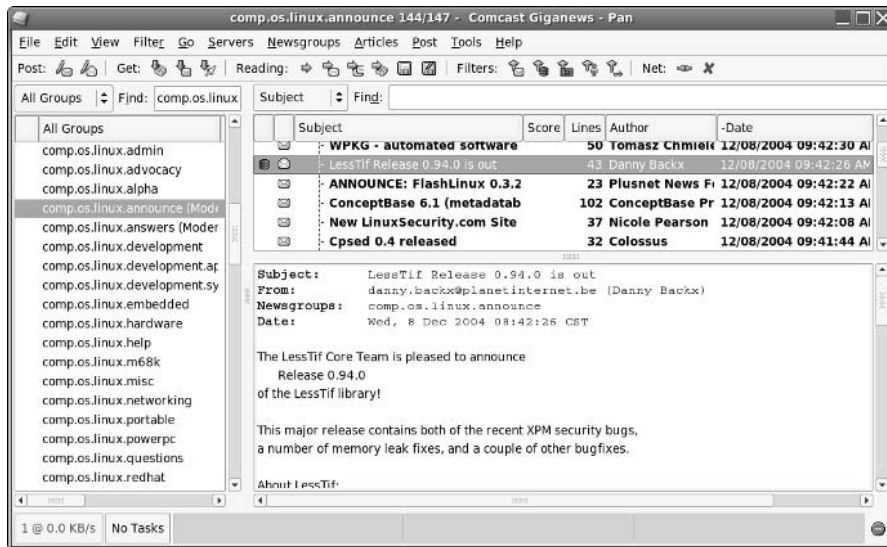 comp.os.linux.announce 144/147 - Comcast Giganews - Pan
File Edit View Filter Go Servers Newsgroups Articles Post Tools Help
Post: Get: Reading: Filters: Net:
All Groups Find: comp.os.linux Subject Find:
All Groups
comp.os.linux.admin
comp.os.linux.advocacy
comp.os.linux.alpha
comp.os.linux.announce (Mode
comp.os.linux.answers (Moder
comp.os.linux.development
comp.os.linux.development.ap
comp.os.linux.development.sy
comp.os.linux.embedded
comp.os.linux.hardware
comp.os.linux.help
comp.os.linux.m68k
comp.os.linux.misc
comp.os.linux.networking
comp.os.linux.portable
comp.os.linux.powerpc
comp.os.linux.questions
comp.os.linux.redhat
Subject Score Lines Author -Date
WPKG - automated software 50 Tomasz Chmiele 12/08/2004 09:42:30 AM
LessTif Release 0.94.0 is out 43 Danny Backx 12/08/2004 09:42:26 AM
ANNOUNCE: FlashLinux 0.3.2 23 Plusnet News F 12/08/2004 09:42:22 AM
ConceptBase 6.1 (metadatab 102 ConceptBase Pr 12/08/2004 09:42:13 AM
New LinuxSecurity.com Site 37 Nicole Pearson 12/08/2004 09:42:08 AM
Cpsed 0.4 released 32 Colossus 12/08/2004 09:41:44 AM
Subject: LessTif Release 0.94.0 is out
From: danny.backx@planetinternet.be (Danny Backx)
Newsgroups: comp.os.linux.announce
Date: Wed, 8 Dec 2004 08:42:26 CST
The LessTif Core Team is pleased to announce
Release 0.94.0
of the LessTif library!
This major release contains both of the recent XPM security bugs,
a number of memory leak fixes, and a couple of other bugfixes.
About LessTif:
1 @ 0.0 KB/s No Tasks